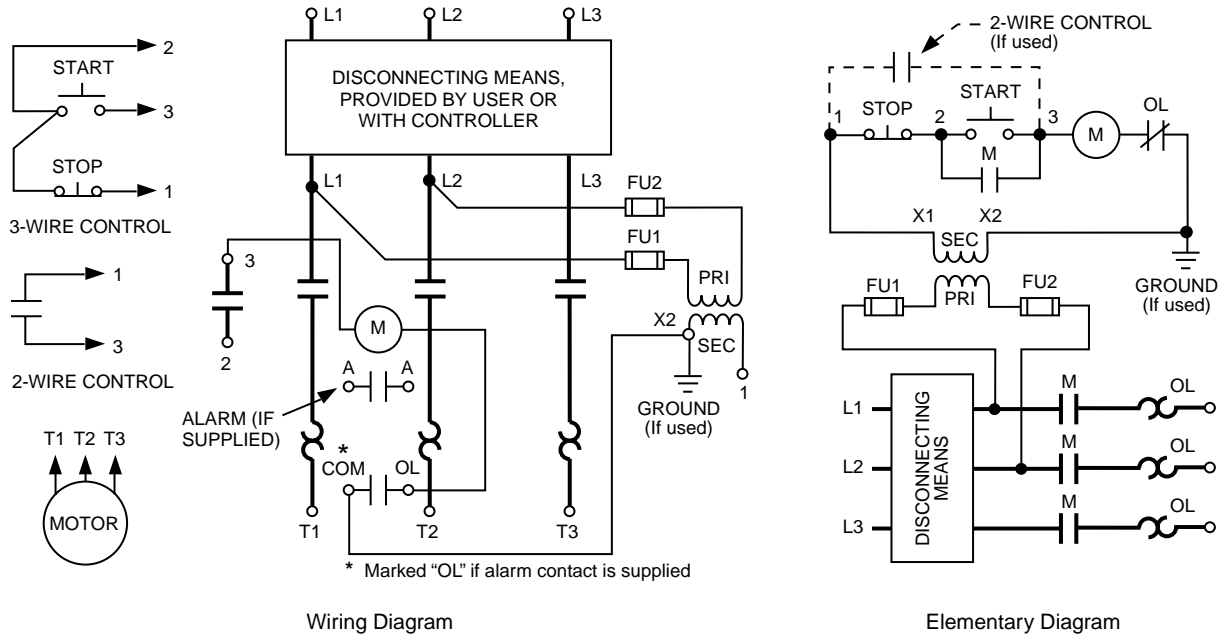 2
START
3
STOP
1
3-WIRE CONTROL
1
3
2-WIRE CONTROL
T1 T2 T3
MOTOR
L1
L2
L3
DISCONNECTING MEANS,
PROVIDED BY USER OR
WITH CONTROLLER
L1
L2
L3
FU2
FU1
PRI
X2
SEC
1
GROUND
(If used)
3
2
M
A
A
ALARM (IF
SUPPLIED)
*
COM
OL
T1
T2
T3
* Marked “OL” if alarm contact is supplied
Wiring Diagram
2-WIRE CONTROL
(If used)
1
STOP
2
START
3
M
OL
M
X1
X2
SEC
GROUND
(If used)
FU1
PRI
FU2
L1
L2
L3
DISCONNECTING
MEANS
M
OL
M
OL
M
OL
Elementary Diagram